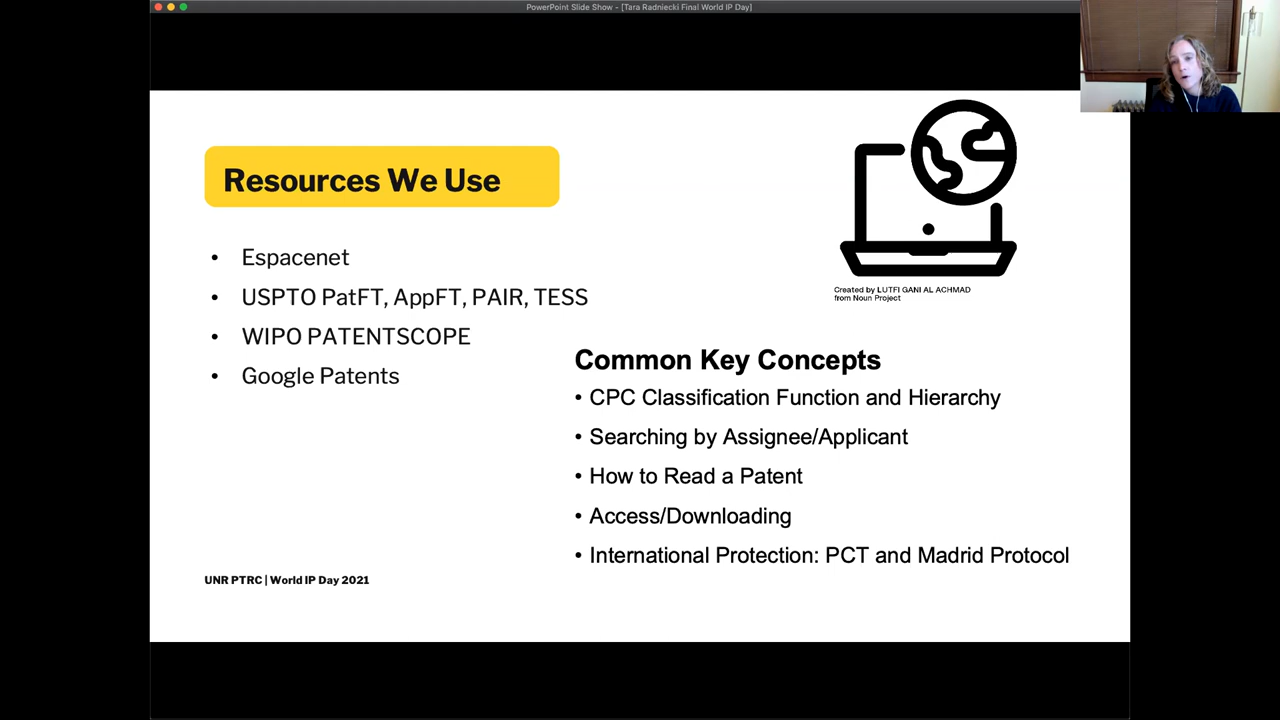 PowerPoint Slide Show - [Tara Radniecki Final World IP Day]
Resources We Use
• Espacenet
• USPTO PatFT, AppFT, PAIR, TESS
• WIPO PATENTSCOPE
• Google Patents
Created by LUTFI GANI AL ACHMAD
from Noun Project
Common Key Concepts
• CPC Classification Function and Hierarchy
• Searching by Assignee/Applicant
• How to Read a Patent
• Access/Downloading
• International Protection: PCT and Madrid Protocol
UNR PTRC | World IP Day 2021